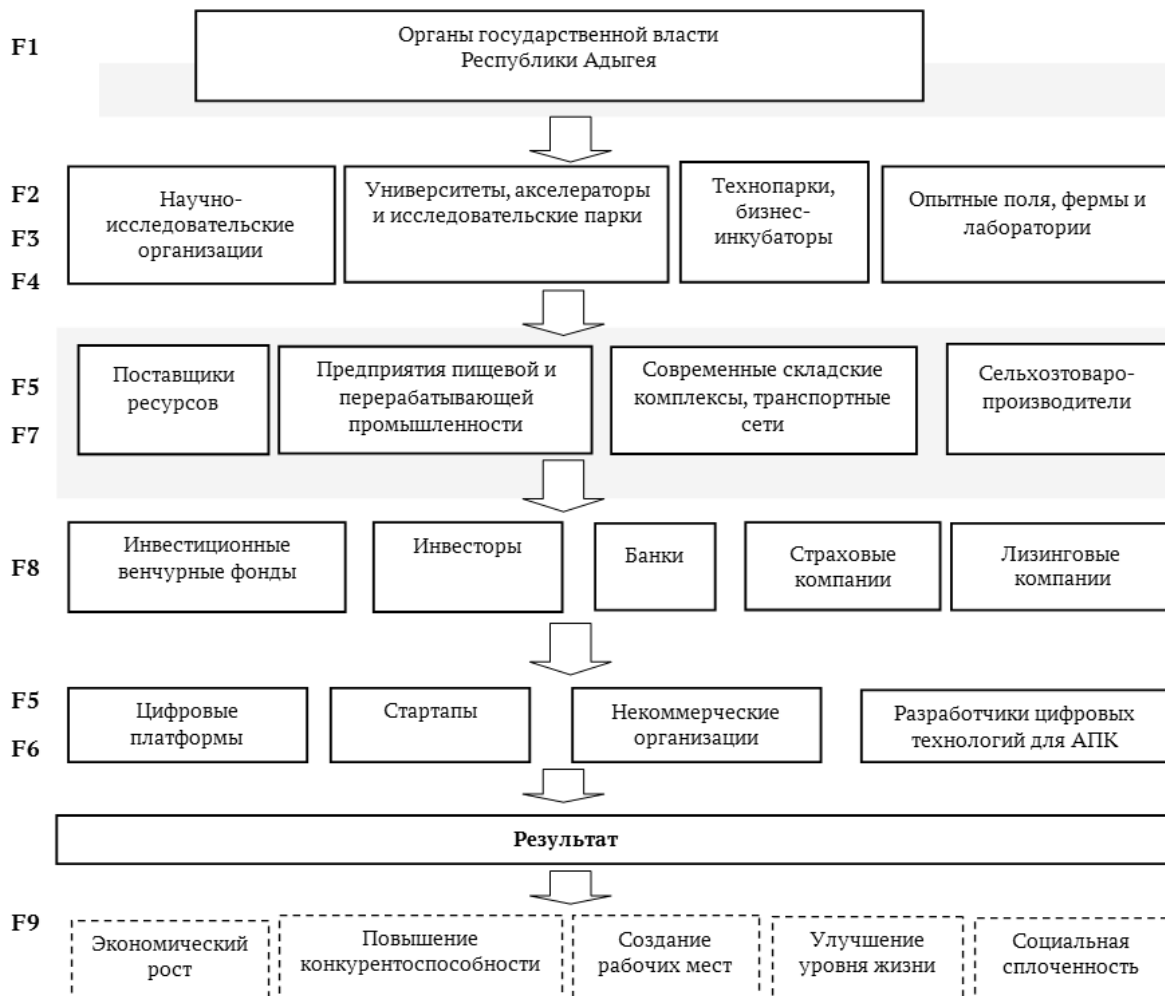 F1
Органы государственной власти
Республики Адыгея
F2
F3
F4
Научно-
исследовательские
организации
Университеты, акселераторы
и исследовательские парки
Технопарки,
бизнес-
инкубаторы
Опытные поля, фермы и
лаборатории
F5
F7
Поставщики
ресурсов
Предприятия пищевой и
перерабатывающей
промышленности
Современные складские
комплексы, транспортные
сети
Сельхозтоваро-
производители
F8
Инвестиционные
венчурные фонды
Инвесторы
Банки
Страховые
компании
Лизинговые
компании
F5
F6
Цифровые
платформы
Стартапы
Некоммерческие
организации
Разработчики цифровых
технологий для АПК
Результат
F9
Экономический
рост
Повышение
конкурентоспособности
Создание
рабочих мест
Улучшение
уровня жизни
Социальная
сплоченность